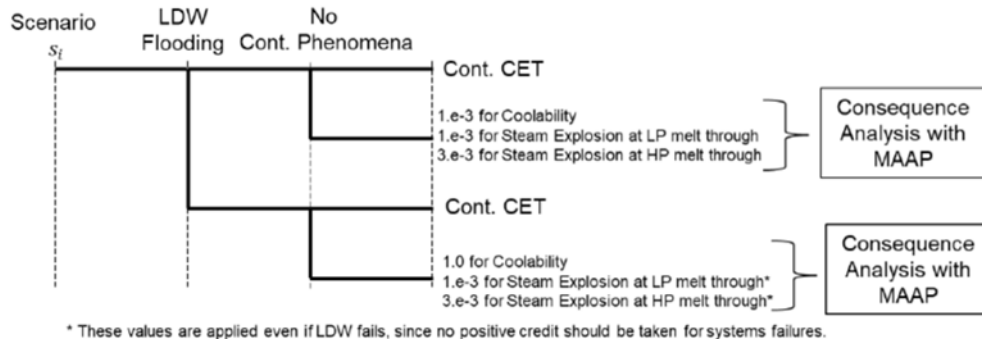 Scenario
s_i
LDW
Flooding
No
Cont. Phenomena
Cont. CET
1.e-3 for Coolability
1.e-3 for Steam Explosion at LP melt through
3.e-3 for Steam Explosion at HP melt through
Consequence
Analysis with
MAAP
Cont. CET
1.0 for Coolability
1.e-3 for Steam Explosion at LP melt through*
3.e-3 for Steam Explosion at HP melt through*
Consequence
Analysis with
MAAP
* These values are applied even if LDW fails, since no positive credit should be taken for systems failures.